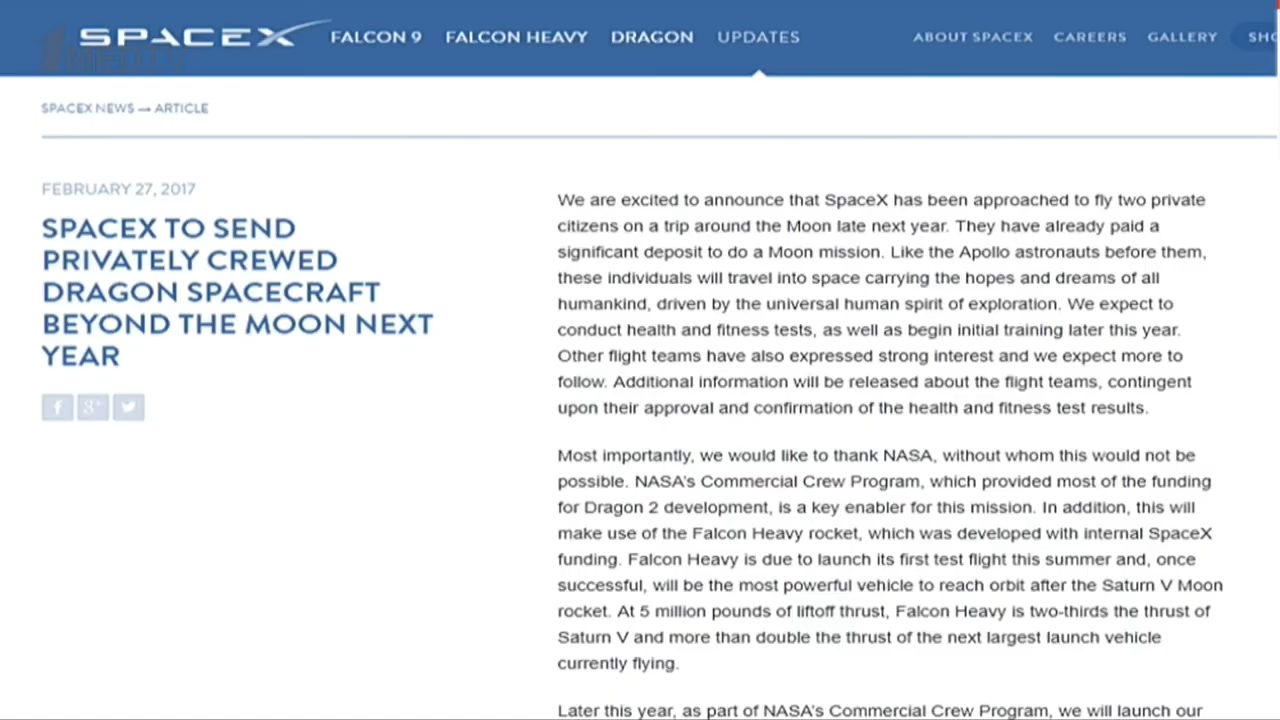 SPACEX FALCON 9 FALCON HEAVY DRAGON UPDATES ABOUT SPACEX CAREERS GALLERY
SPACEX NEWS → ARTICLE
FEBRUARY 27, 2017
SPACEX TO SEND
PRIVATELY CREWED
DRAGON SPACECRAFT
BEYOND THE MOON NEXT
YEAR
We are excited to announce that SpaceX has been approached to fly two private
citizens on a trip around the Moon late next year. They have already paid a
significant deposit to do a Moon mission. Like the Apollo astronauts before them,
these individuals will travel into space carrying the hopes and dreams of all
humankind, driven by the universal human spirit of exploration. We expect to
conduct health and fitness tests, as well as begin initial training later this year.
Other flight teams have also expressed strong interest and we expect more to
follow. Additional information will be released about the flight teams, contingent
upon their approval and confirmation of the health and fitness test results.
Most importantly, we would like to thank NASA, without whom this would not be
possible. NASA's Commercial Crew Program, which provided most of the funding
for Dragon 2 development, is a key enabler for this mission. In addition, this will
make use of the Falcon Heavy rocket, which was developed with internal SpaceX
funding. Falcon Heavy is due to launch its first test flight this summer and, once
successful, will be the most powerful vehicle to reach orbit after the Saturn V Moon
rocket. At 5 million pounds of liftoff thrust, Falcon Heavy is two-thirds the thrust of
Saturn V and more than double the thrust of the next largest launch vehicle
currently flying.
Later this year, as part of NASA's Commercial Crew Program, we will launch our